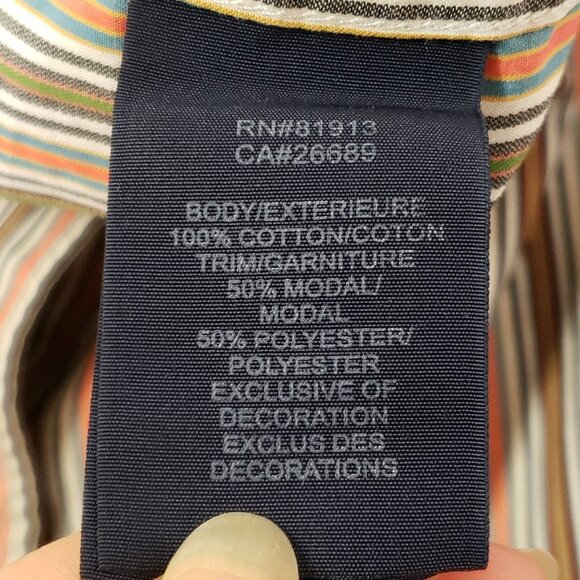 RN#81913
CA#26689
BODY/EXTERIEURE
100% COTTON/COTON
TRIM/GARNITURE
50% MODAL/
MODAL
50% POLYESTER/
POLYESTER
EXCLUSIVE OF
DECORATION
EXCLUS DES
DECORATIONS